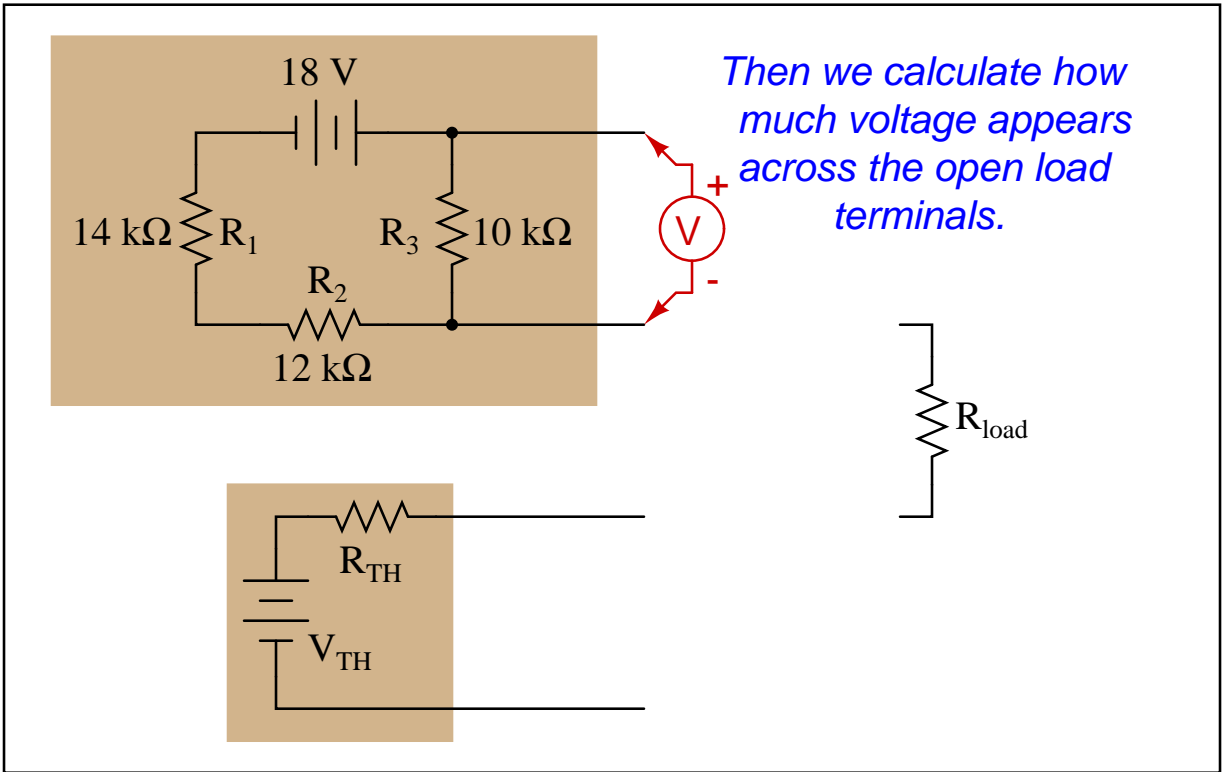 18 V
Then we calculate how
much voltage appears
across the open load
terminals.
14 kΩ
R1
R3
10 kΩ
V
+
-
R2
12 kΩ
Rload
RTH
VTH